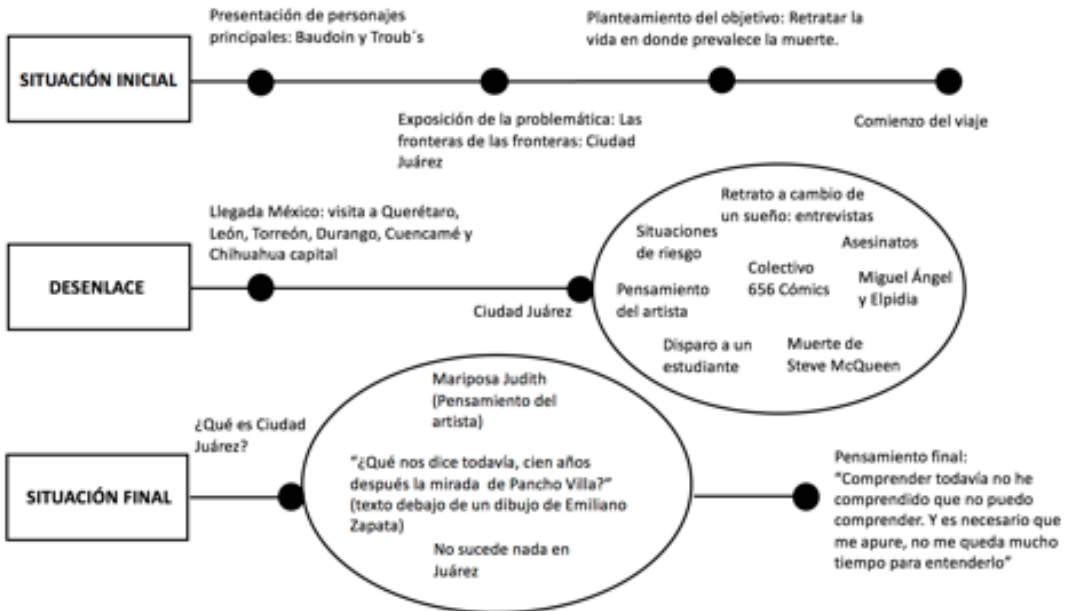 Presentación de personajes
principales: Baudoin y Troub´s
Planteamiento del objetivo: Retratar la
vida en donde prevalece la muerte.
SITUACIÓN INICIAL
Exposición de la problemática: Las
fronteras de las fronteras: Ciudad
Juárez
Comienzo del viaje
Llegada México: visita a Querétaro,
León, Torreón, Durango, Cuencamé y
Chihuahua capital
DESENLACE
Ciudad Juárez
Retrato a cambio de
un sueño: entrevistas
Situaciones
de riesgo
Asesinatos
Colectivo
656 Cómics
Miguel Ángel
y Elpidia
Pensamiento
del artista
Disparo a un
estudiante
Muerte de
Steve McQueen
¿Qué es Ciudad
Juárez?
SITUACIÓN FINAL
Mariposa Judith
(Pensamiento del
artista)
"¿Qué nos dice todavía, cien años
después la mirada de Pancho Villa?"
(texto debajo de un dibujo de Emiliano
Zapata)
No sucede nada en
Juárez
Pensamiento final:
"Comprender todavía no he
comprendido que no puedo
comprender. Y es necesario que
me apure, no me queda mucho
tiempo para entenderlo"